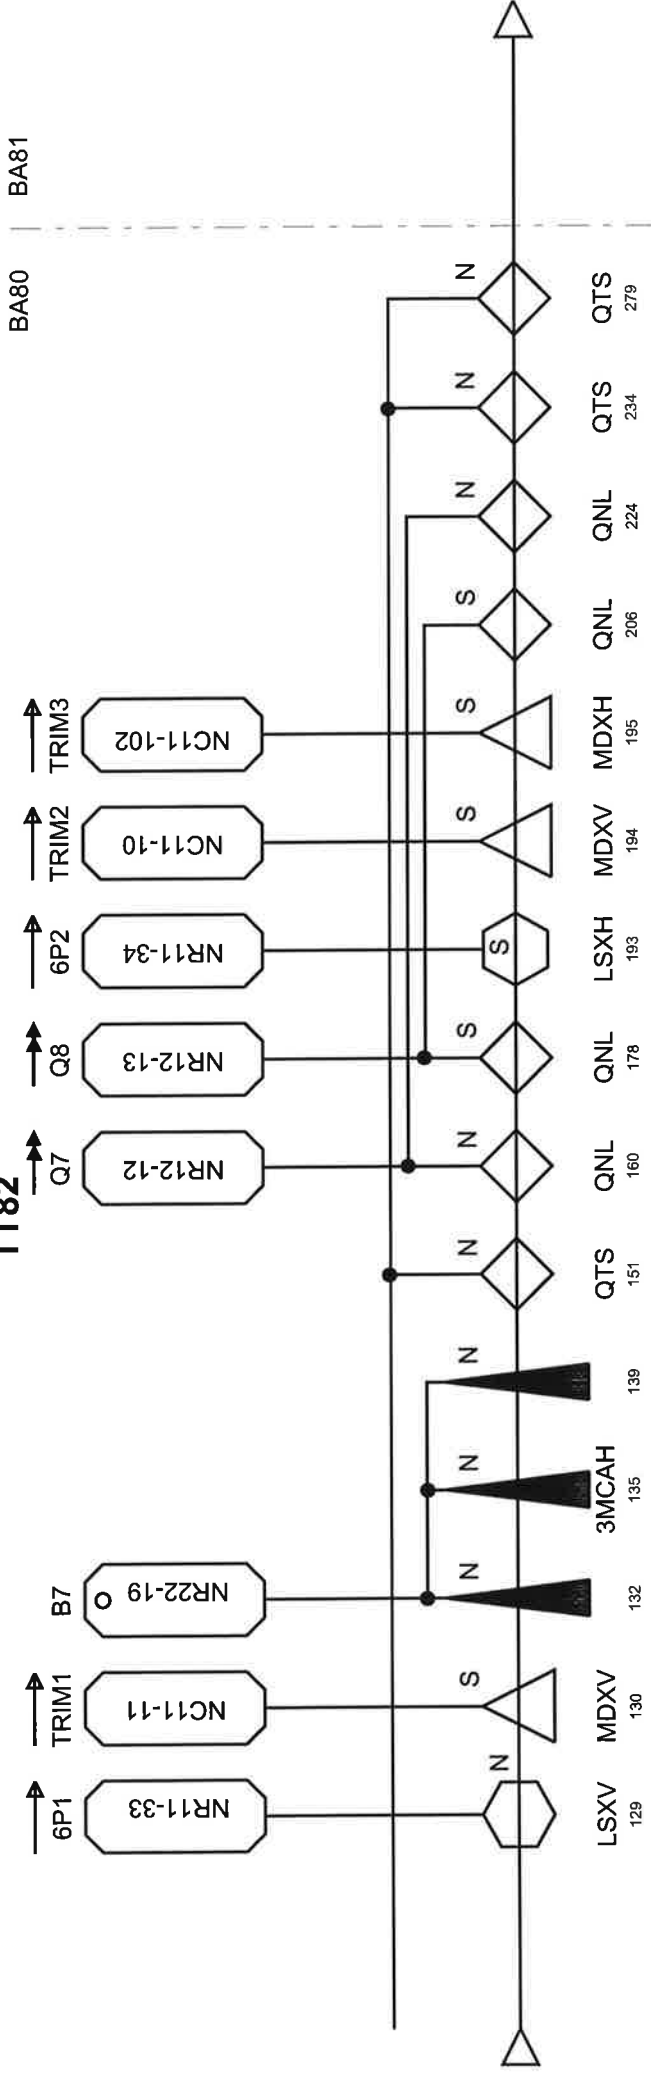 BA80
BA81
TT82
6P1
TRIM1
B7
Q7
Q8
6P2
TRIM2
TRIM3
NR11-33
NC11-11
NR22-19
NR12-12
NR12-13
NR11-34
NC11-10
NC11-102
N
S
N
N
N
N
N
S
S
S
S
S
N
N
N
LSXV
MDXV
3MCAH
QTS
QNL
QNL
LSXH
MDXV
MDXH
QNL
QNL
QTS
QTS
129
130
132
135
139
151
160
178
193
194
195
206
224
234
279